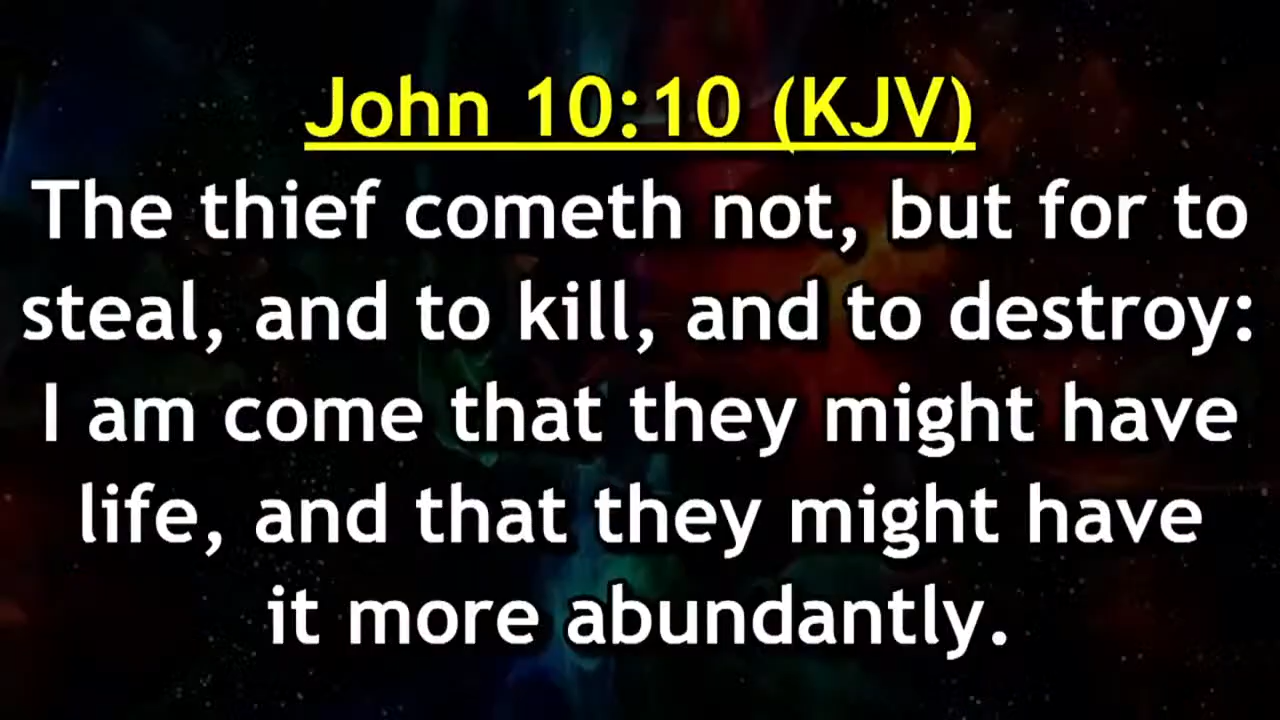 John 10:10 (KJV)
The thief cometh not, but for to
steal, and to kill, and to destroy:
I am come that they might have
life, and that they might have
it more abundantly.